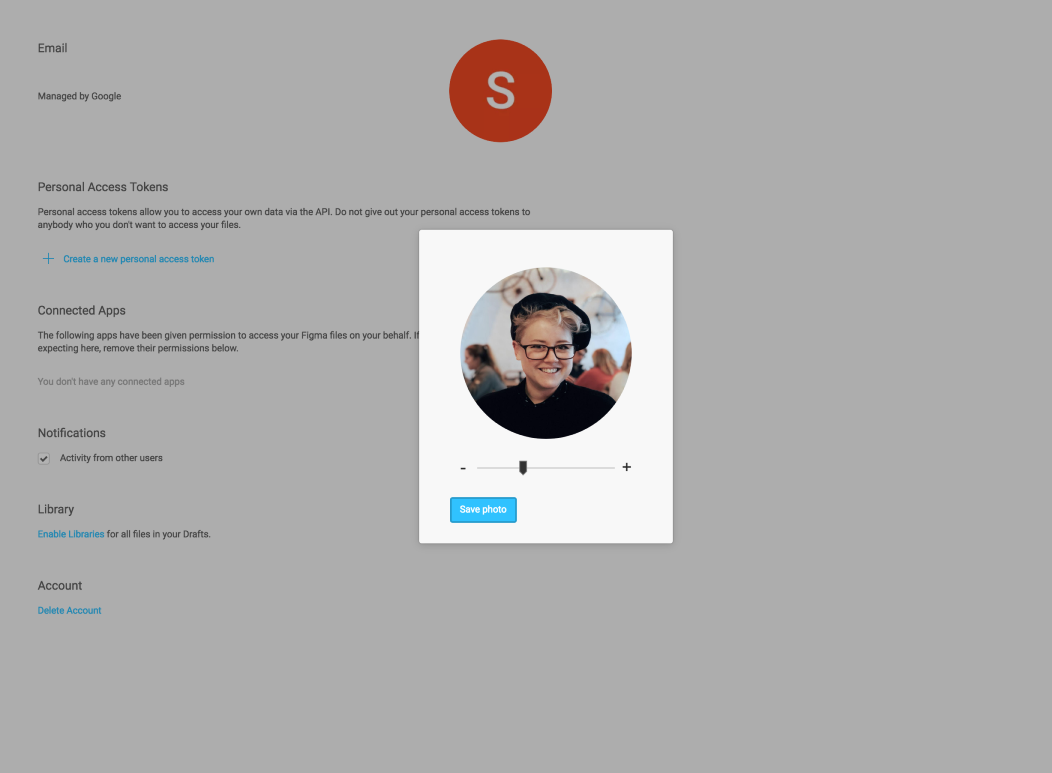 Email
S
Managed by Google
Personal Access Tokens
Personal access tokens allow you to access your own data via the API. Do not give out your personal access tokens to
anybody who you don't want to access your files.
Create a new personal access token
Connected Apps
The following apps have been given permission to access your Figma files on your behalf. If
expecting here, remove their permissions below.
You don't have any connected apps
Notifications
Activity from other users
Library
Enable Libraries for all files in your Drafts.
Account
Delete Account
- +
Save photo